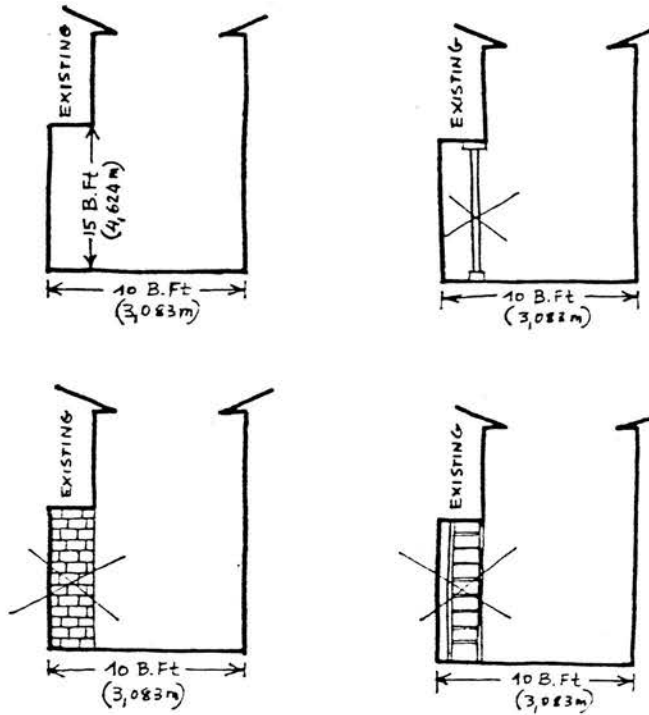 EXISTING
15 B.Ft
(4,624m)
10 B.Ft
(3,083m)
EXISTING
10 B.Ft
(3,083m)
EXISTING
10 B.Ft
(3,083m)
EXISTING
10 B.Ft
(3,083m)